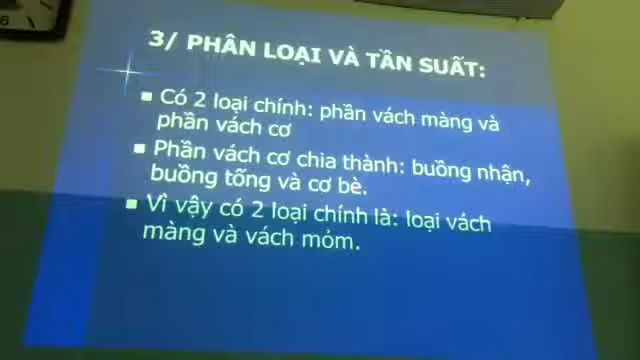 3/ PHÂN LOẠI VÀ TẦN SUẤT:
Có 2 loại chính: phần vách màng và
phần vách cơ
Phần vách cơ chia thành: buồng nhận,
buồng tống và cơ bè.
Vì vậy có 2 loại chính là: loại vách
màng và vách mỏm.